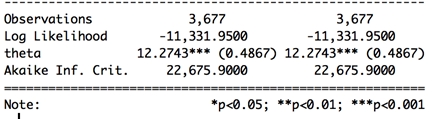 Observations 3,677 3,677
Log Likelihood -11,331.9500 -11,331.9500
theta 12.2743*** (0.4867) 12.2743*** (0.4867)
Akaike Inf. Crit. 22,675.9000 22,675.9000
Note: *p<0.05; **p<0.01; ***p<0.001